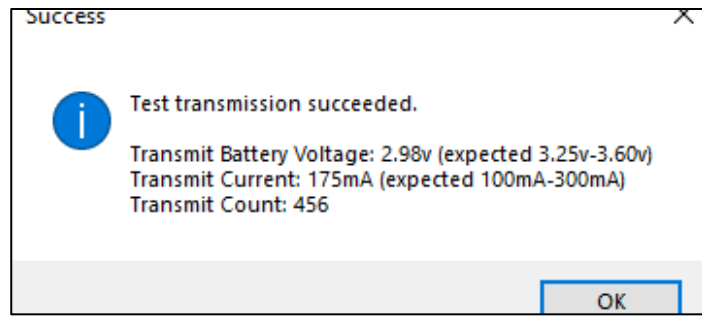 Success
Test transmission succeeded.
Transmit Battery Voltage: 2.98v (expected 3.25v-3.60v)
Transmit Current: 175mA (expected 100mA-300mA)
Transmit Count: 456
OK